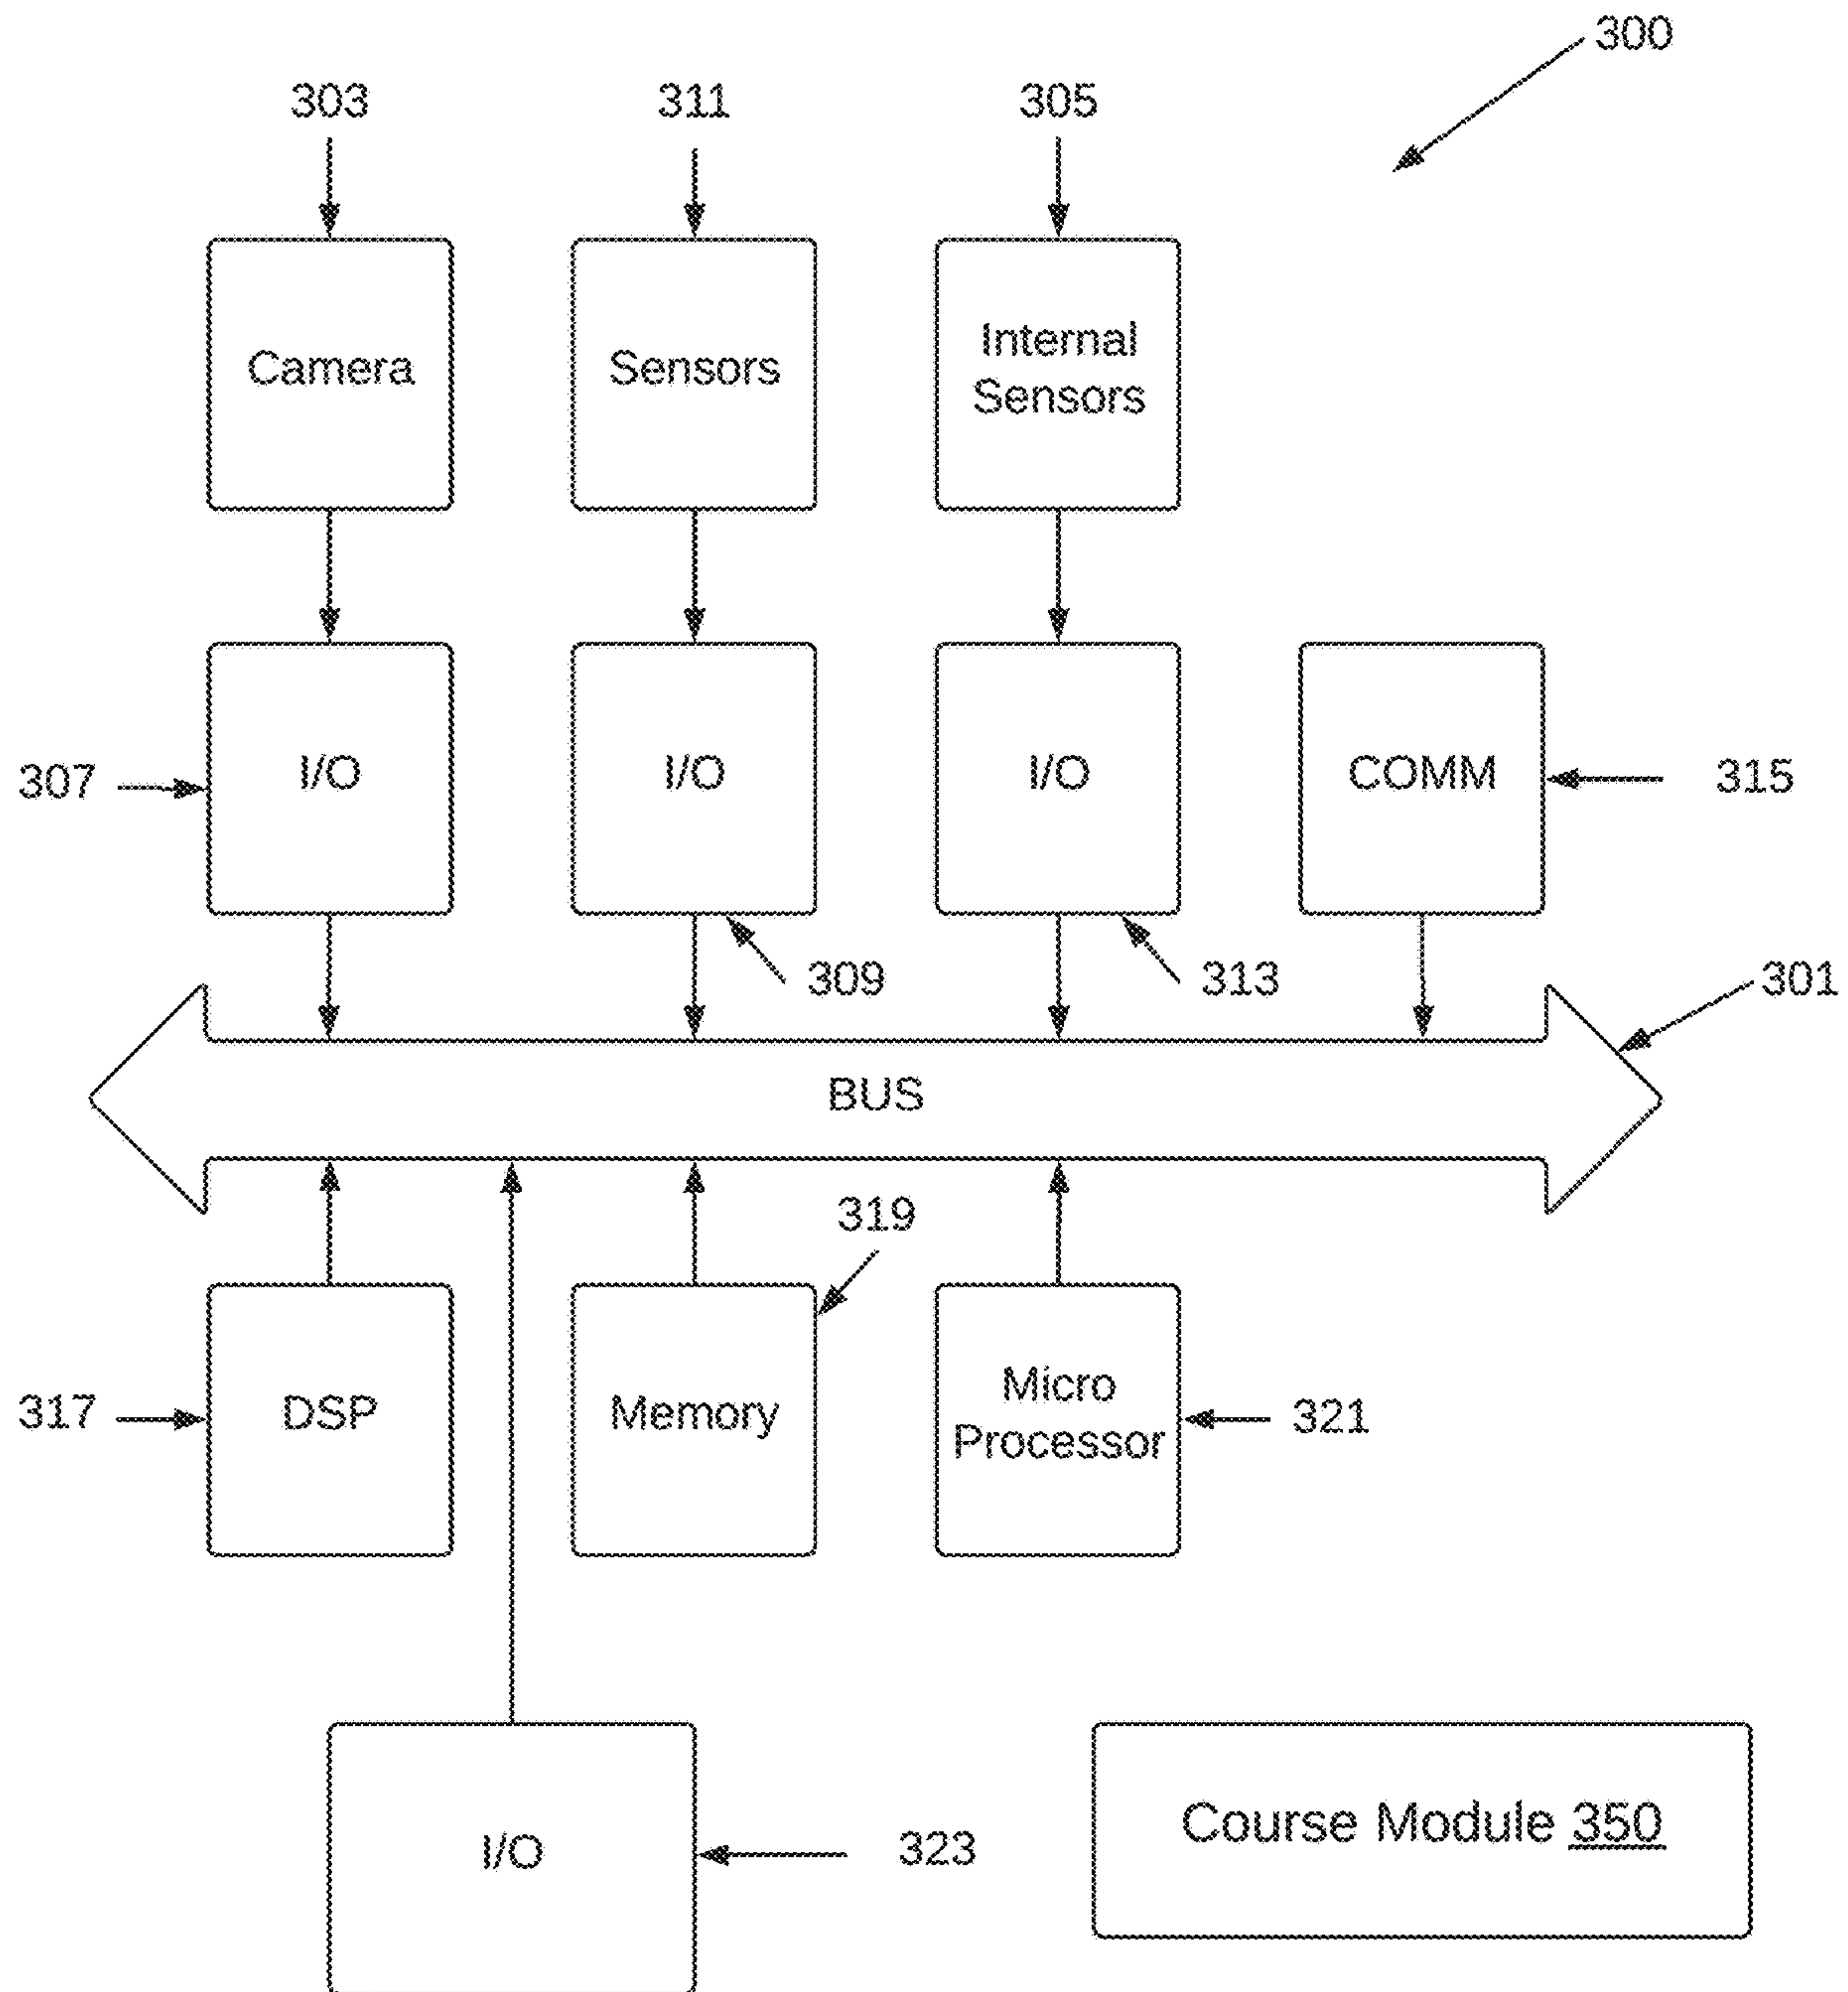 300
303
311
305
Camera
Sensors
Internal
Sensors
307
I/O
I/O
I/O
COMM
315
309
313
301
BUS
319
317
DSP
Memory
Micro
Processor
321
I/O
323
Course Module 350